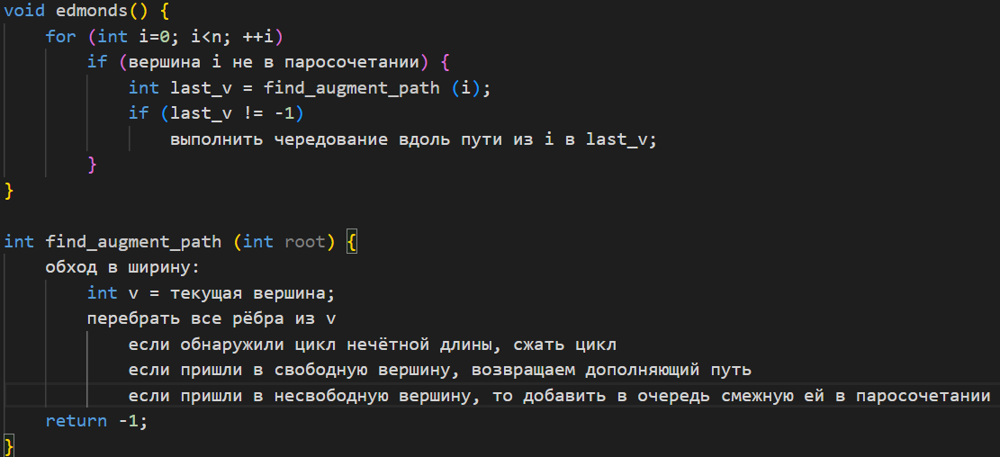 void edmonds() {
for (int i=0; i<n; ++i)
if (вершина i не в паросочетании) {
int last_v = find_augment_path (i);
if (last_v != -1)
выполнить чередование вдоль пути из i в last_v;
}
}
int find_augment_path (int root) {
обход в ширину:
int v = текущая вершина;
перебрать все рёбра из v
если обнаружили цикл нечётной длины, сжать цикл
если пришли в свободную вершину, возвращаем дополняющий путь
если пришли в несвободную вершину, то добавить в очередь смежную ей в паросочетании
return -1;
}